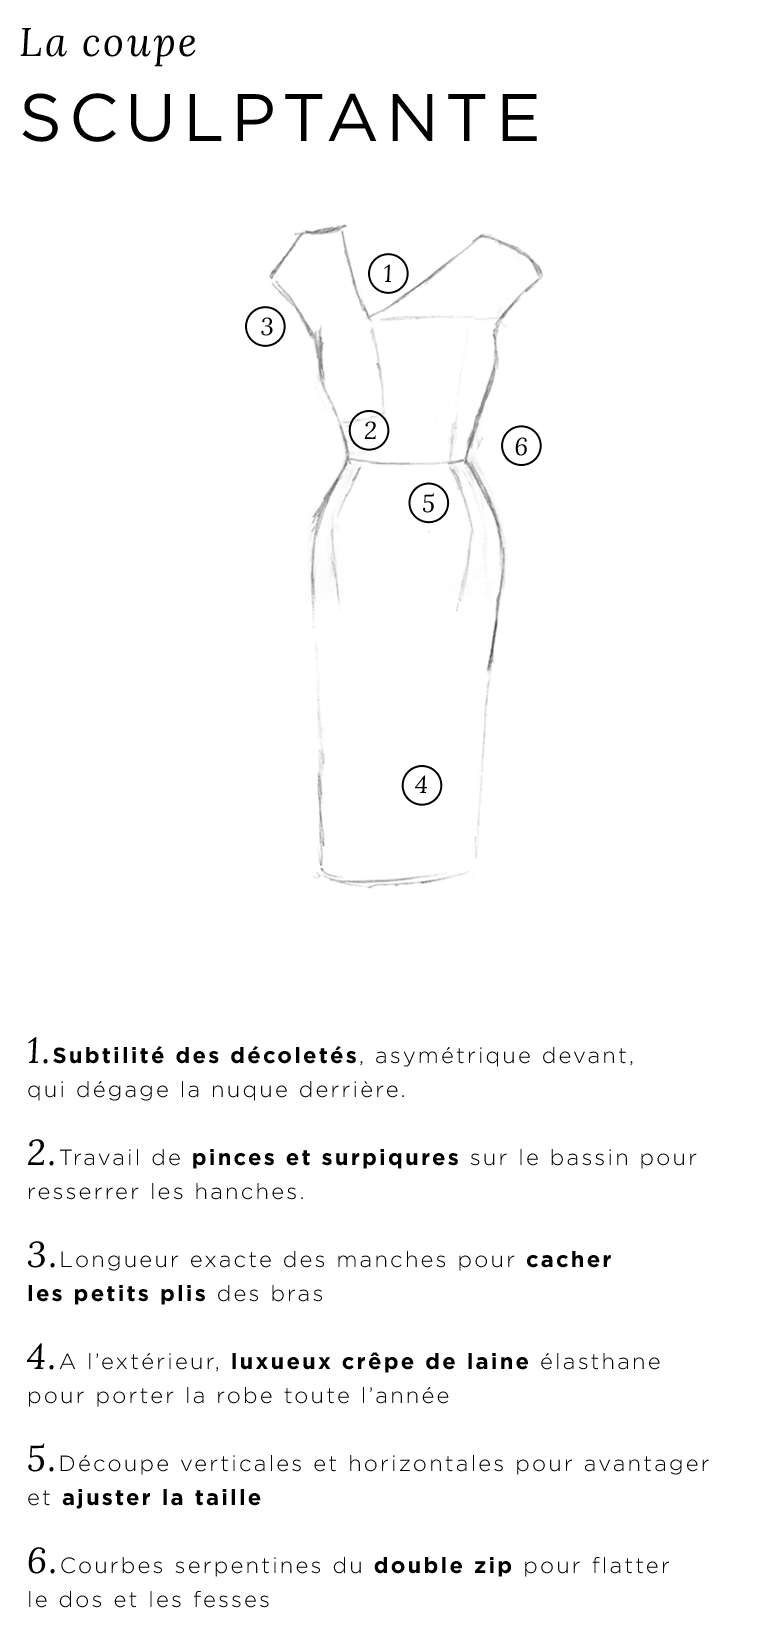 La coupe
SCULPTANTE
1
3
2
6
5
4
1.Subtilité des décoletés, asymétrique devant,
qui dégage la nuque derrière.
2.Travail de pinces et surpiqures sur le bassin pour
resserrer les hanches.
3.Longueur exacte des manches pour cacher
les petits plis des bras
4.A l'extérieur, luxueux crêpe de laine élasthane
pour porter la robe toute l'année
5.Découpe verticales et horizontales pour avantager
et ajuster la taille
6.Courbes serpentines du double zip pour flatter
le dos et les fesses